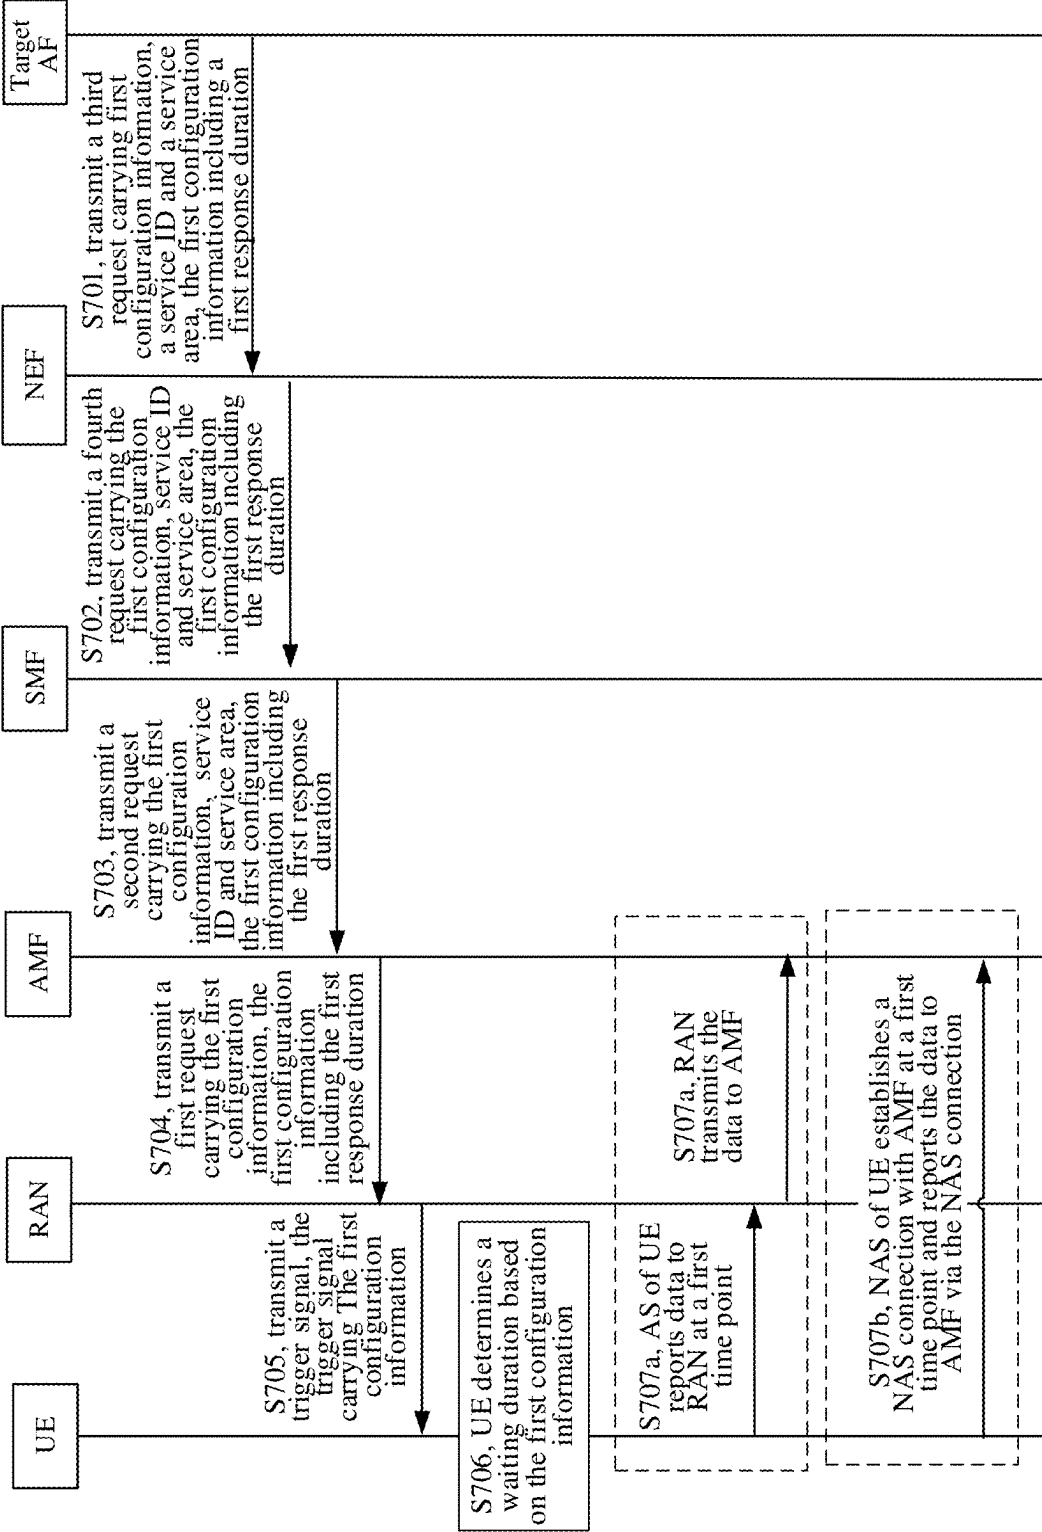 UE
RAN
AMF
SMF
NEF
Target
AF
S701, transmit a third
request carrying first
configuration information,
a service ID and a service
area, the first configuration
information including a
first response duration
S702, transmit a fourth
request carrying the
first configuration
information, service ID
and service area, the
first configuration
information including
the first response
duration
S703, transmit a
second request
carrying the first
configuration
information, service
ID and service area,
the first configuration
information including
the first response
duration
S704, transmit a
first request
carrying the first
configuration
information, the
first configuration
information
including the first
response duration
S705, transmit a
trigger signal, the
trigger signal
carrying The first
configuration
information
S706, UE determines a
waiting duration based
on the first configuration
information
S707a, AS of UE
reports data to
RAN at a first
time point
S707a, RAN
transmits the
data to AMF
S707b, NAS of UE establishes a
NAS connection with AMF at a first
time point and reports the data to
AMF via the NAS connection